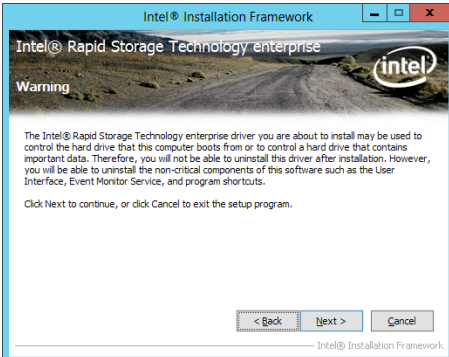 Intel® Installation Framework
Intel® Rapid Storage Technology enterprise
intel
Warning
The Intel® Rapid Storage Technology enterprise driver you are about to install may be used to
control the hard drive that this computer boots from or to control a hard drive that contains
important data. Therefore, you will not be able to uninstall this driver after installation. However,
you will be able to uninstall the non-critical components of this software such as the User
Interface, Event Monitor Service, and program shortcuts.
Click Next to continue, or click Cancel to exit the setup program.
< Back Next > Cancel
Intel® Installation Framework